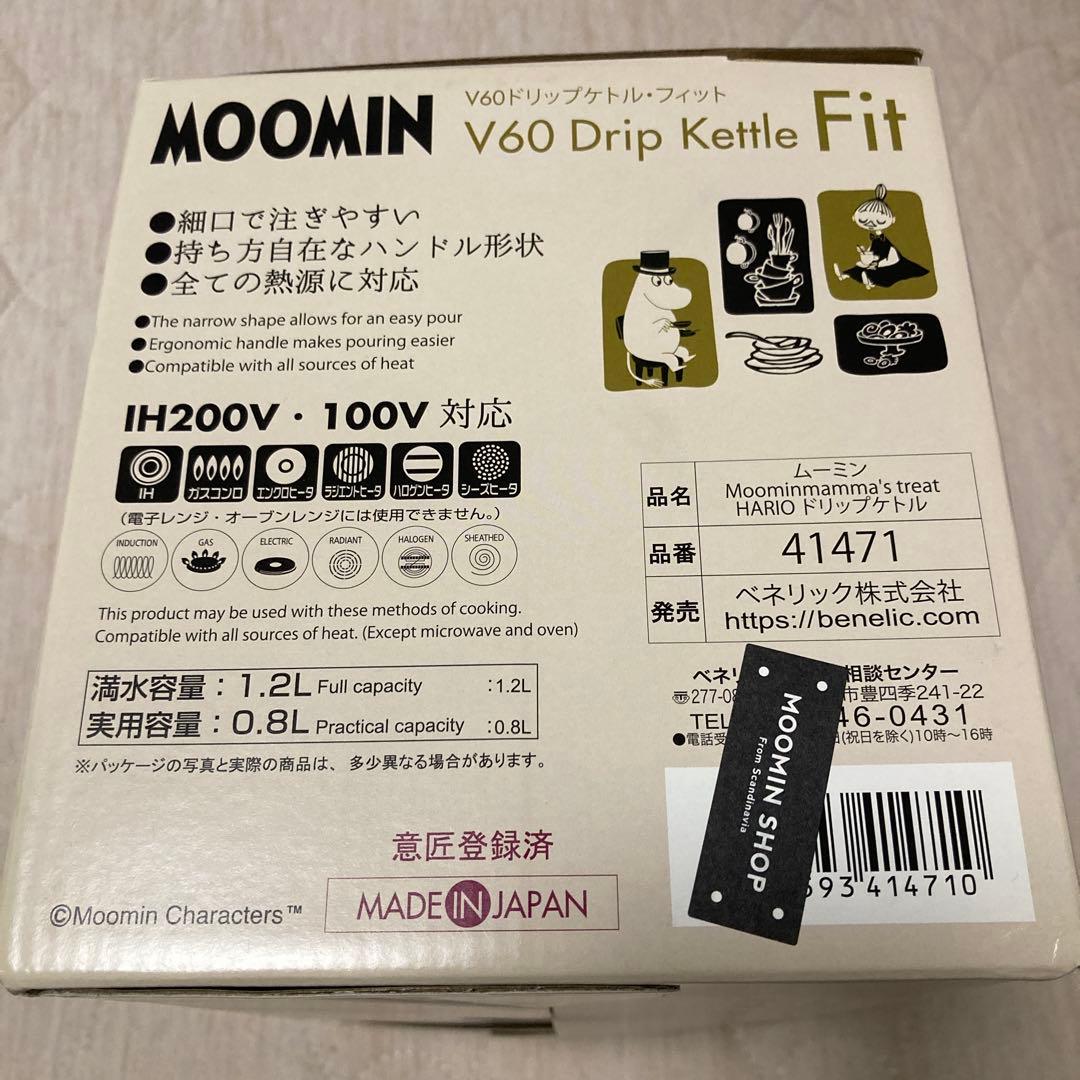 MOOMIN
V60ドリップケトル・フィット
V60 Drip Kettle Fit
●細口で注ぎやすい
●持ち方自在なハンドル形状
●全ての熱源に対応
●The narrow shape allows for an easy pour
●Ergonomic handle makes pouring easier
●Compatible with all sources of heat
IH200V・100V 対応
IH ガスコンロ エンクロヒータ ラジエントヒータ ハロゲンヒータ シーズヒータ
(電子レンジ・オーブンレンジには使用できません。)
INDUCTION GAS ELECTRIC RADIANT HALOGEN SHEATHED
This product may be used with these methods of cooking.
Compatible with all sources of heat. (Except microwave and oven)
満水容量：1.2L Full capacity :1.2L
実用容量：0.8L Practical capacity :0.8L
※パッケージの写真と実際の商品は、多少異なる場合があります。
意匠登録済
MADE IN JAPAN
©Moomin Characters™
品名 ムーミン
Moominmamma's treat
HARIO ドリップケトル
品番 41471
発売 ベネリック株式会社
https://benelic.com
ベネリ 相談センター
〒277-08 市豊四季241-22
TEL 46-0431
●電話受 (祝日を除く)10時〜16時
MOOMIN SHOP
From Scandinavia
593 414710